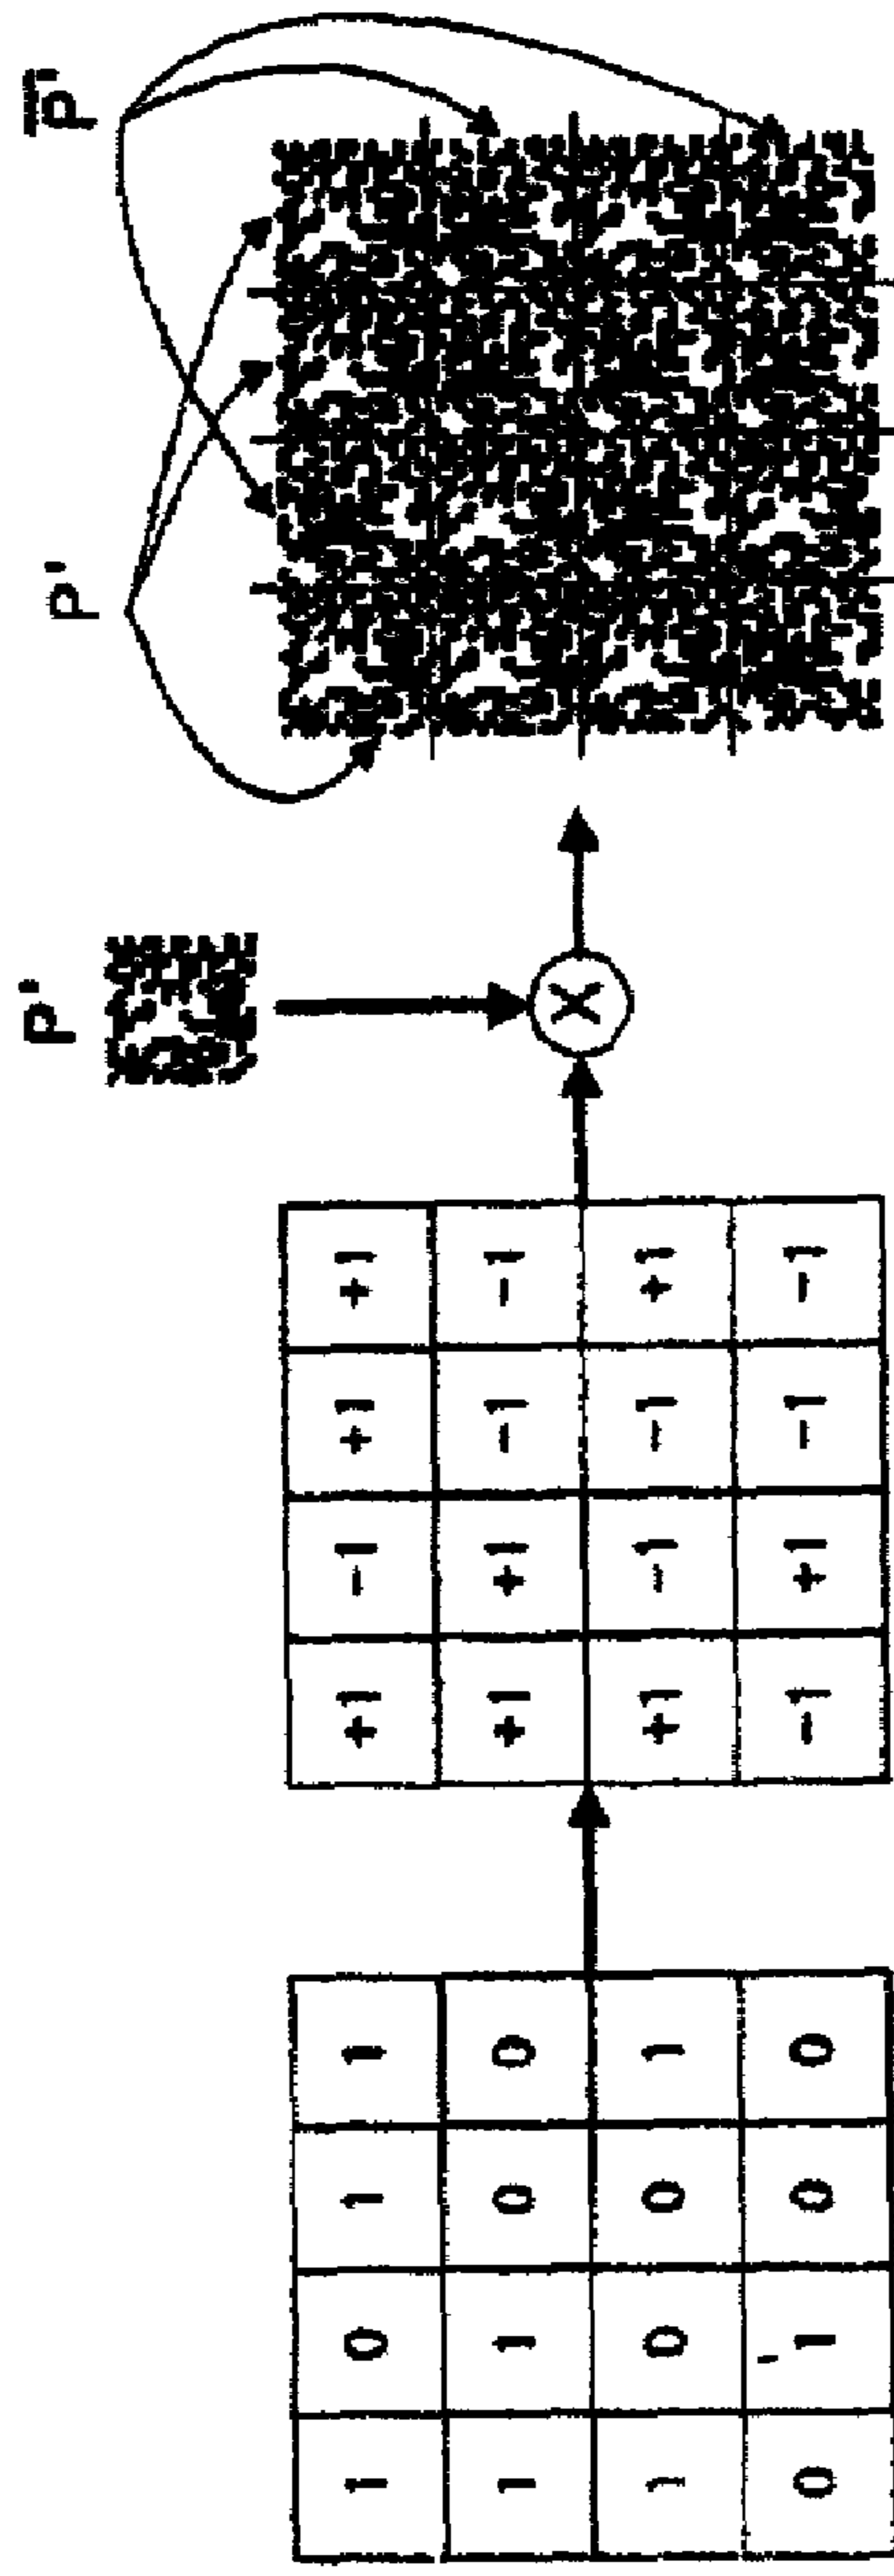 P'
P̅'
P'
1 0 1 1
1 1 0 0
1 0 0 1
0 1 0 0
+1 -1 +1 +1
+1 +1 -1 -1
+1 -1 -1 +1
-1 +1 -1 -1
X